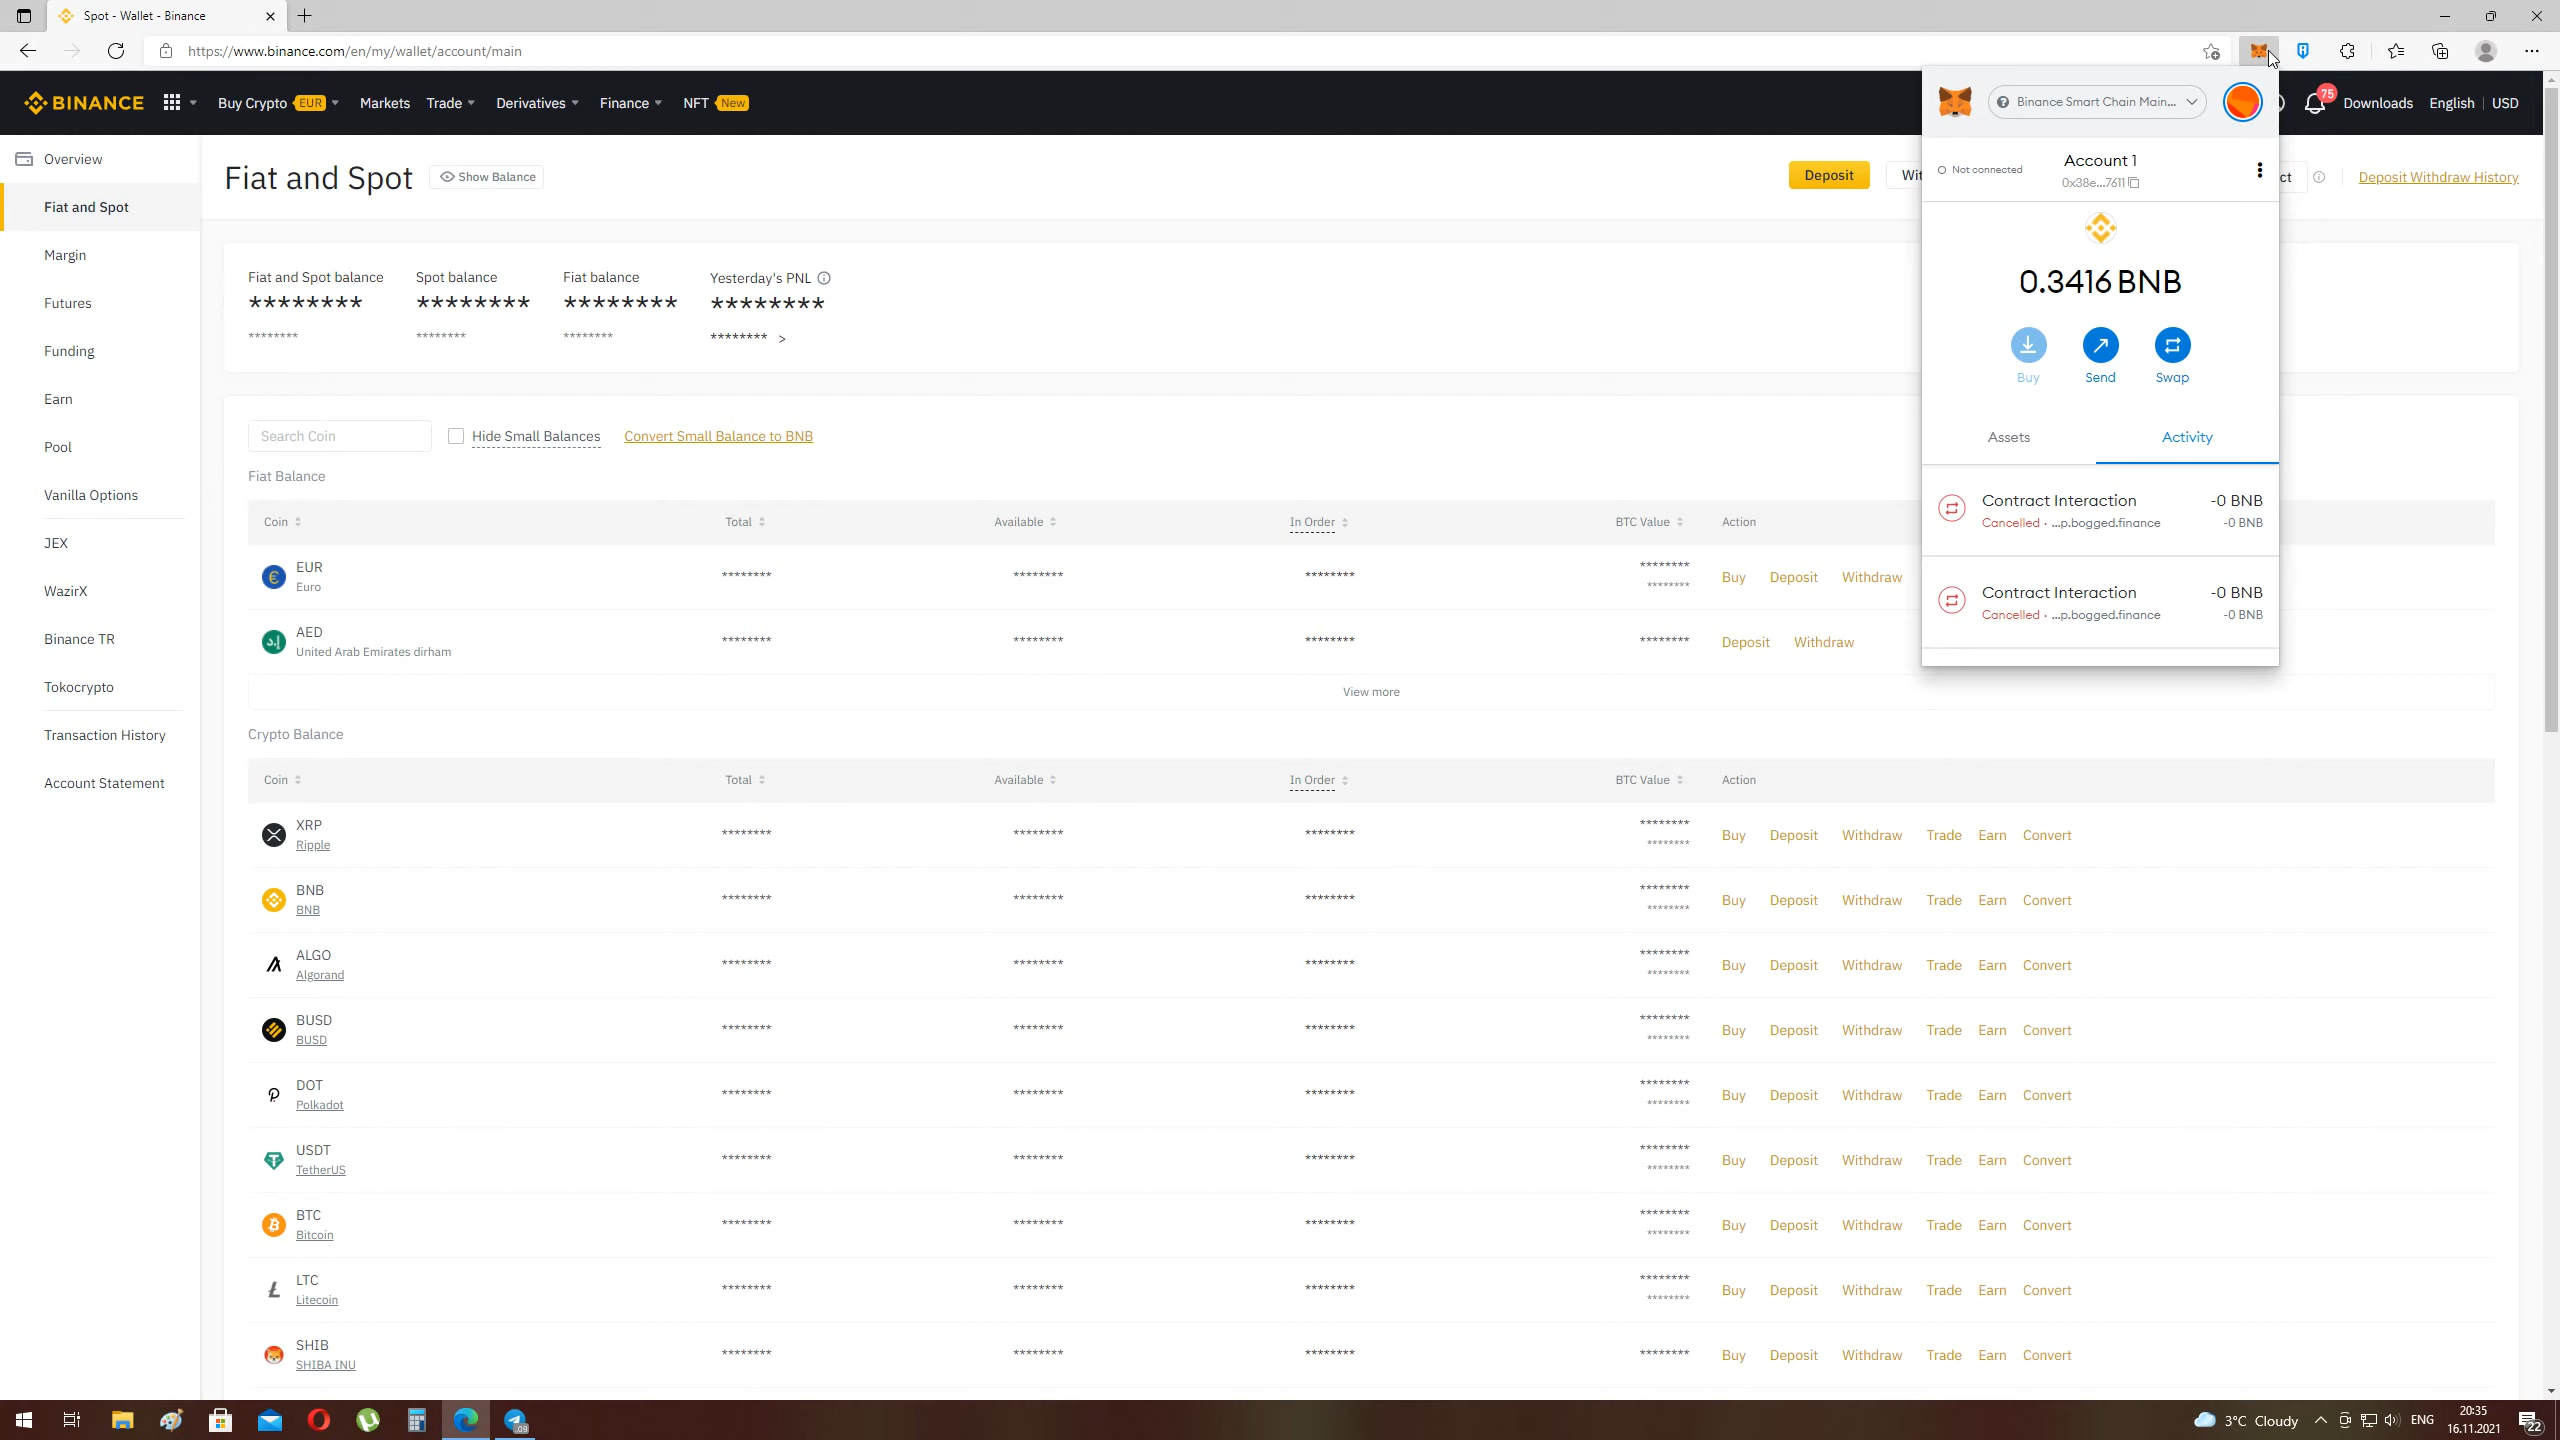 Spot - Wallet - Binance
https://www.binance.com/en/my/wallet/account/main
BINANCE Buy Crypto EUR Markets Trade Derivatives Finance NFT New
75 Downloads English USD
Overview
Fiat and Spot
Margin
Futures
Funding
Earn
Pool
Vanilla Options
JEX
WazirX
Binance TR
Tokocrypto
Transaction History
Account Statement
Fiat and Spot Show Balance
Deposit Deposit Withdraw History
Fiat and Spot balance Spot balance Fiat balance Yesterday's PNL
******** ******** ******** ********
******** ******** ******** ******** >
Search Coin Hide Small Balances Convert Small Balance to BNB
Fiat Balance
Coin Total Available In Order BTC Value Action
EUR ******** ******** ******** ******** Buy Deposit Withdraw
Euro ********
AED ******** ******** ******** ******** Deposit Withdraw
United Arab Emirates dirham
View more
Crypto Balance
Coin Total Available In Order BTC Value Action
XRP ******** ******** ******** ******** Buy Deposit Withdraw Trade Earn Convert
Ripple ********
BNB ******** ******** ******** ******** Buy Deposit Withdraw Trade Earn Convert
BNB ********
ALGO ******** ******** ******** ******** Buy Deposit Withdraw Trade Earn Convert
Algorand ********
BUSD ******** ******** ******** ******** Buy Deposit Withdraw Trade Earn Convert
BUSD ********
DOT ******** ******** ******** ******** Buy Deposit Withdraw Trade Earn Convert
Polkadot ********
USDT ******** ******** ******** ******** Buy Deposit Withdraw Trade Earn Convert
TetherUS ********
BTC ******** ******** ******** ******** Buy Deposit Withdraw Trade Earn Convert
Bitcoin ********
LTC ******** ******** ******** ******** Buy Deposit Withdraw Trade Earn Convert
Litecoin ********
SHIB ******** ******** ******** ******** Buy Deposit Withdraw Trade Earn Convert
SHIBA INU
Binance Smart Chain Main...
Not connected
Account 1
0x38e...7611
0.3416 BNB
Buy Send Swap
Assets Activity
Contract Interaction -0 BNB
Cancelled · ...p.bogged.finance -0 BNB
Contract Interaction -0 BNB
Cancelled · ...p.bogged.finance -0 BNB
3°C Cloudy ENG
20:35
16.11.2021
22